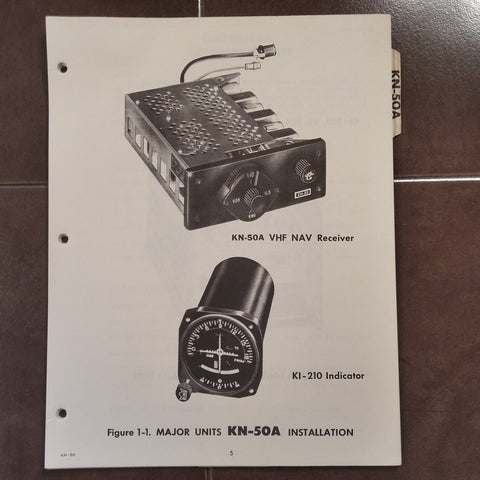 KN-50A
KN-50A VHF NAV Receiver
KI-210 Indicator
Figure 1-1. MAJOR UNITS KN-50A INSTALLATION
5